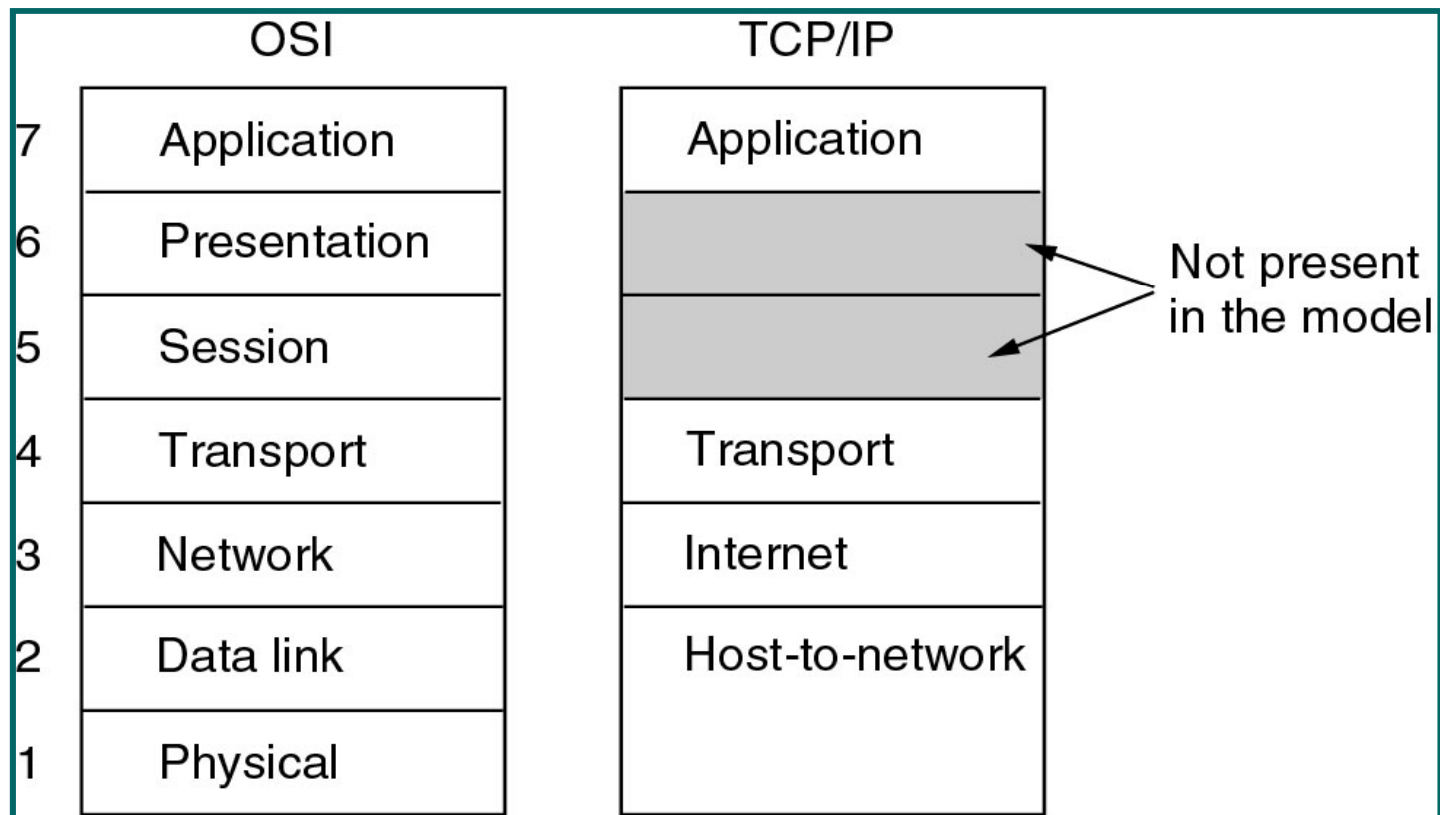 OSI TCP/IP
7 Application Application
6 Presentation
Not present
in the model
5 Session
4 Transport Transport
3 Network Internet
2 Data link Host-to-network
1 Physical